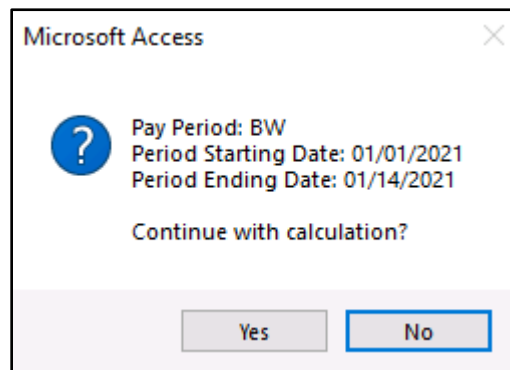 Microsoft Access
?
Pay Period: BW
Period Starting Date: 01/01/2021
Period Ending Date: 01/14/2021
Continue with calculation?
Yes
No